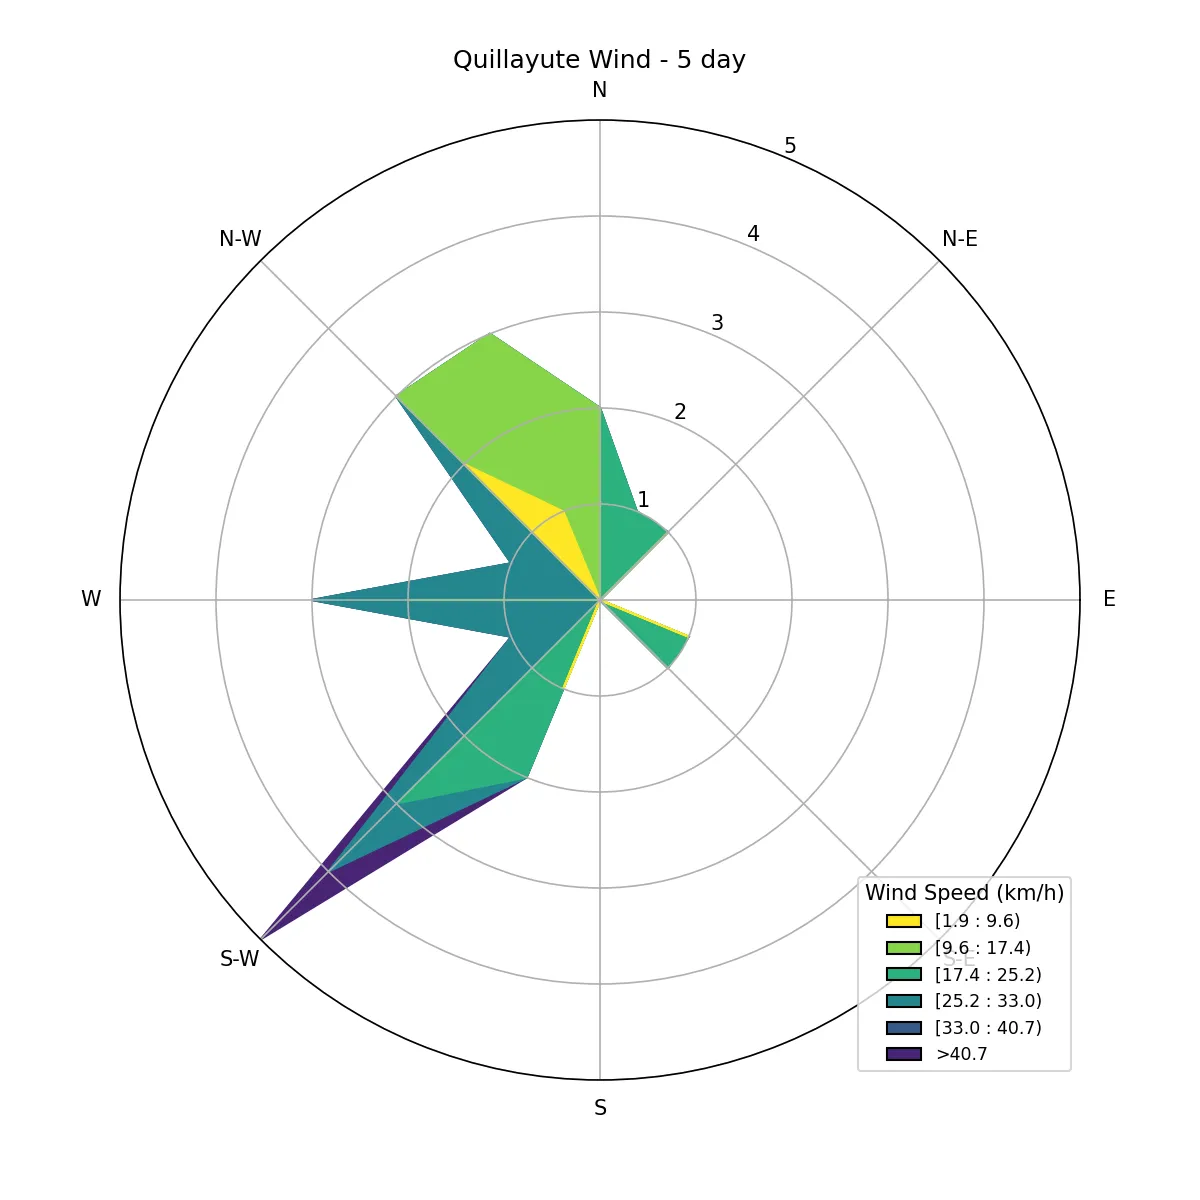 Quillayute Wind - 5 day
N
5
N-W
N-E
4
3
2
1
W
E
S-W
S-E
Wind Speed (km/h)
[1.9 : 9.6)
[9.6 : 17.4)
[17.4 : 25.2)
[25.2 : 33.0)
[33.0 : 40.7)
>40.7
S